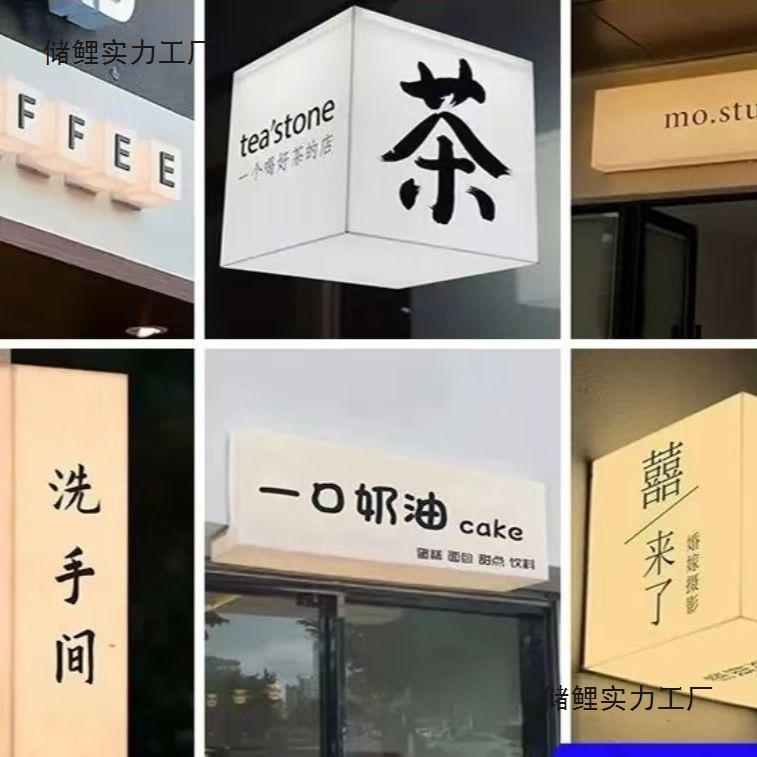 储鲤实力工厂
FFEE
tea'stone
一个喝好茶的店
茶
mo.stu
洗手间
一口奶油 cake
蛋糕 面包 甜点 饮料
囍
来了
婚嫁摄影
储鲤实力工厂